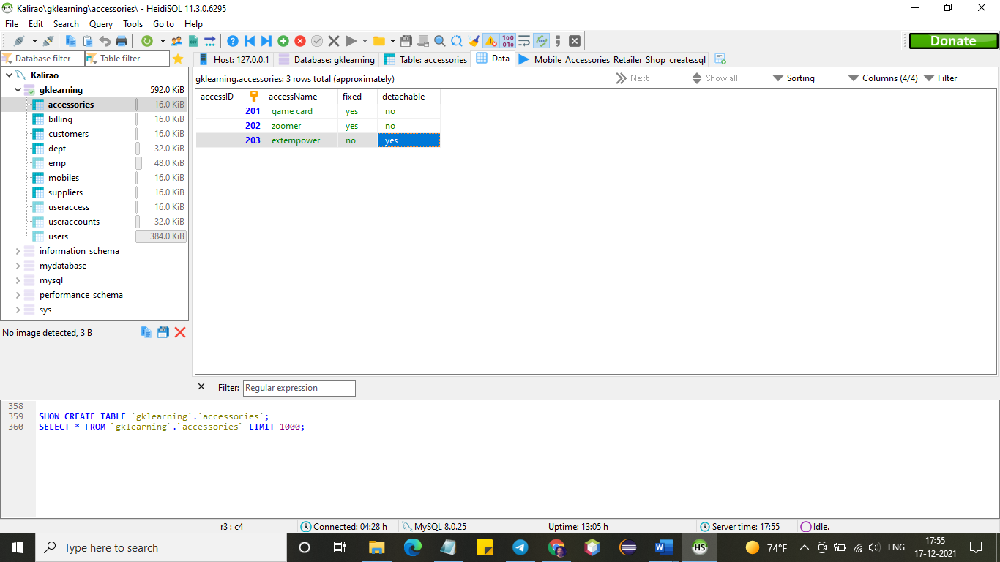 HS Kalirao\gklearning\accessories\ - HeidiSQL 11.3.0.6295
File Edit Search Query Tools Go to Help
Donate
Database filter Table filter
Host: 127.0.0.1 Database: gklearning Table: accessories Data Mobile_Accessories_Retailer_Shop_create.sql
Kalirao
gklearning 592.0 KiB
accessories 16.0 KiB
billing 16.0 KiB
customers 16.0 KiB
dept 32.0 KiB
emp 48.0 KiB
mobiles 16.0 KiB
suppliers 16.0 KiB
useraccess 16.0 KiB
useraccounts 32.0 KiB
users 384.0 KiB
information_schema
mydatabase
mysql
performance_schema
sys
No image detected, 3 B
gklearning.accessories: 3 rows total (approximately) Next Show all Sorting Columns (4/4) Filter
accessID accessName fixed detachable
201 game card yes no
202 zoomer yes no
203 externpower no yes
Filter: Regular expression
358
359 SHOW CREATE TABLE `gklearning`.`accessories`;
360 SELECT * FROM `gklearning`.`accessories` LIMIT 1000;
r3 : c4 Connected: 04:28 h MySQL 8.0.25 Uptime: 13:05 h Server time: 17:55 Idle.
Type here to search HS 74°F ENG 17:55
17-12-2021